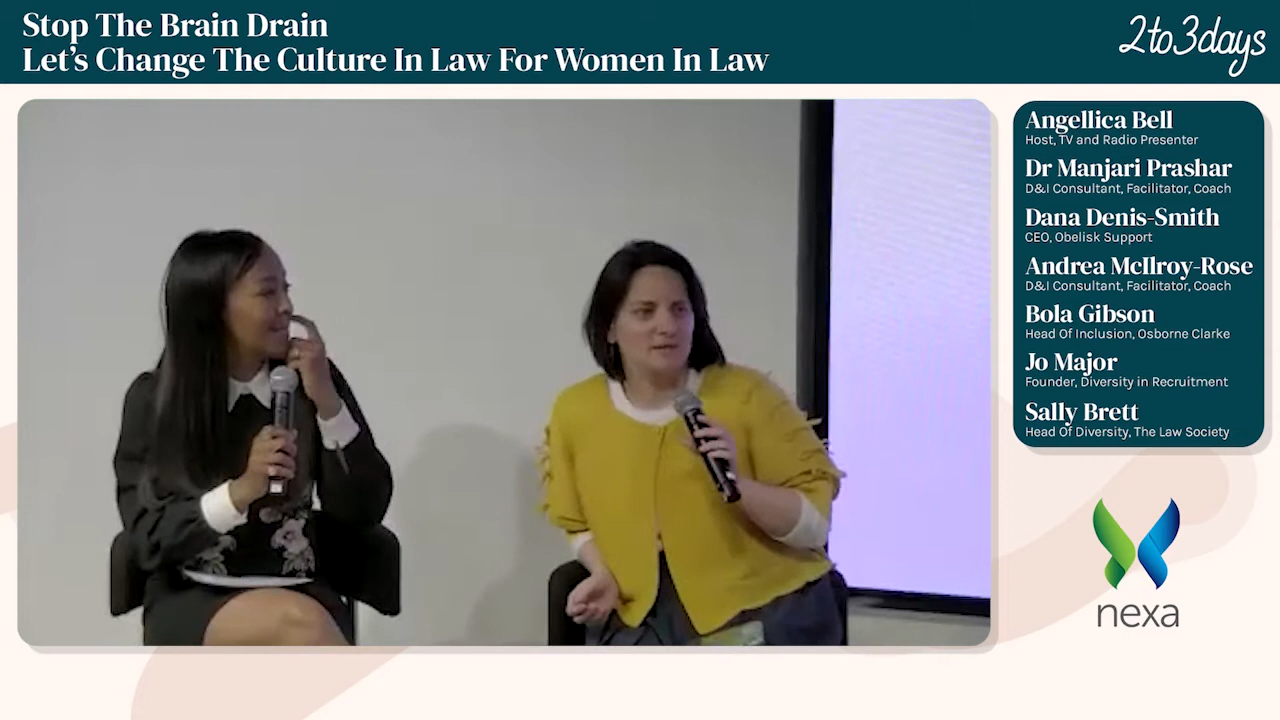 Stop The Brain Drain
Let's Change The Culture In Law For Women In Law
2to3days
Angellica Bell
Host, TV and Radio Presenter
Dr Manjari Prashar
D&I Consultant, Facilitator, Coach
Dana Denis-Smith
CEO, Obelisk Support
Andrea McIlroy-Rose
D&I Consultant, Facilitator, Coach
Bola Gibson
Head Of Inclusion, Osborne Clarke
Jo Major
Founder, Diversity in Recruitment
Sally Brett
Head Of Diversity, The Law Society
nexa